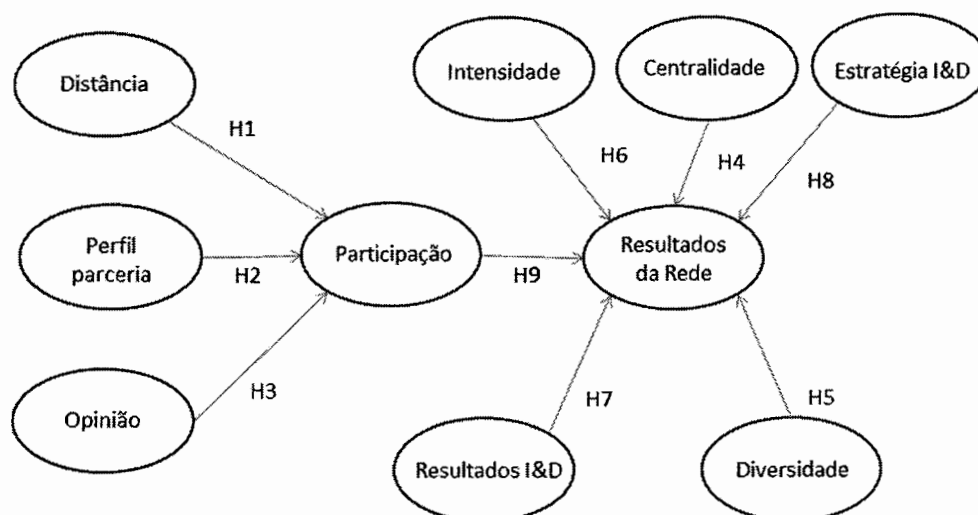 Distância
Intensidade
Centralidade
Estratégia I&D
H1
H6
H4
H8
Perfil
parceria
H2
Participação
H9
Resultados
da Rede
Opinião
H3
H7
H5
Resultados I&D
Diversidade